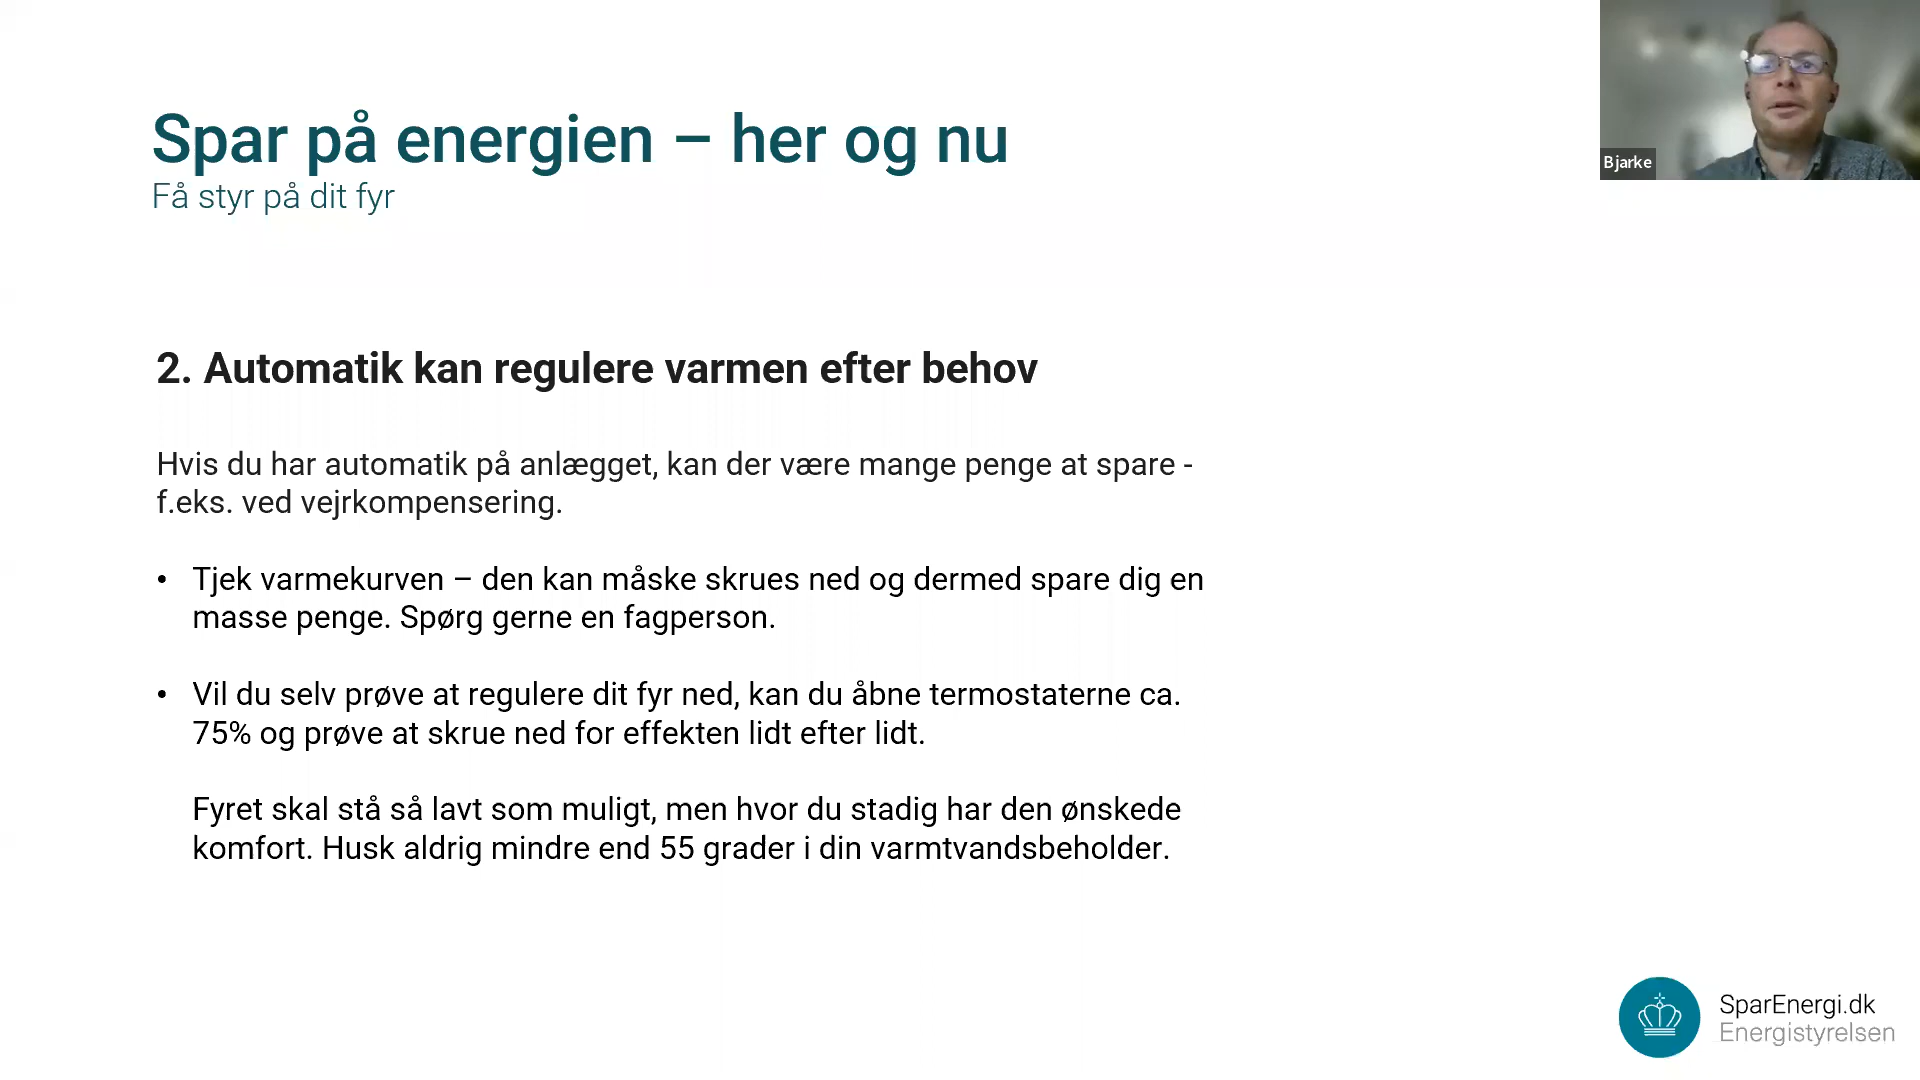 Spar på energien – her og nu
Få styr på dit fyr
Bjarke
2. Automatik kan regulere varmen efter behov
Hvis du har automatik på anlægget, kan der være mange penge at spare -
f.eks. ved vejrkompensering.
• Tjek varmekurven – den kan måske skrues ned og dermed spare dig en
masse penge. Spørg gerne en fagperson.
• Vil du selv prøve at regulere dit fyr ned, kan du åbne termostaterne ca.
75% og prøve at skrue ned for effekten lidt efter lidt.
Fyret skal stå så lavt som muligt, men hvor du stadig har den ønskede
komfort. Husk aldrig mindre end 55 grader i din varmtvandsbeholder.
SparEnergi.dk
Energistyrelsen